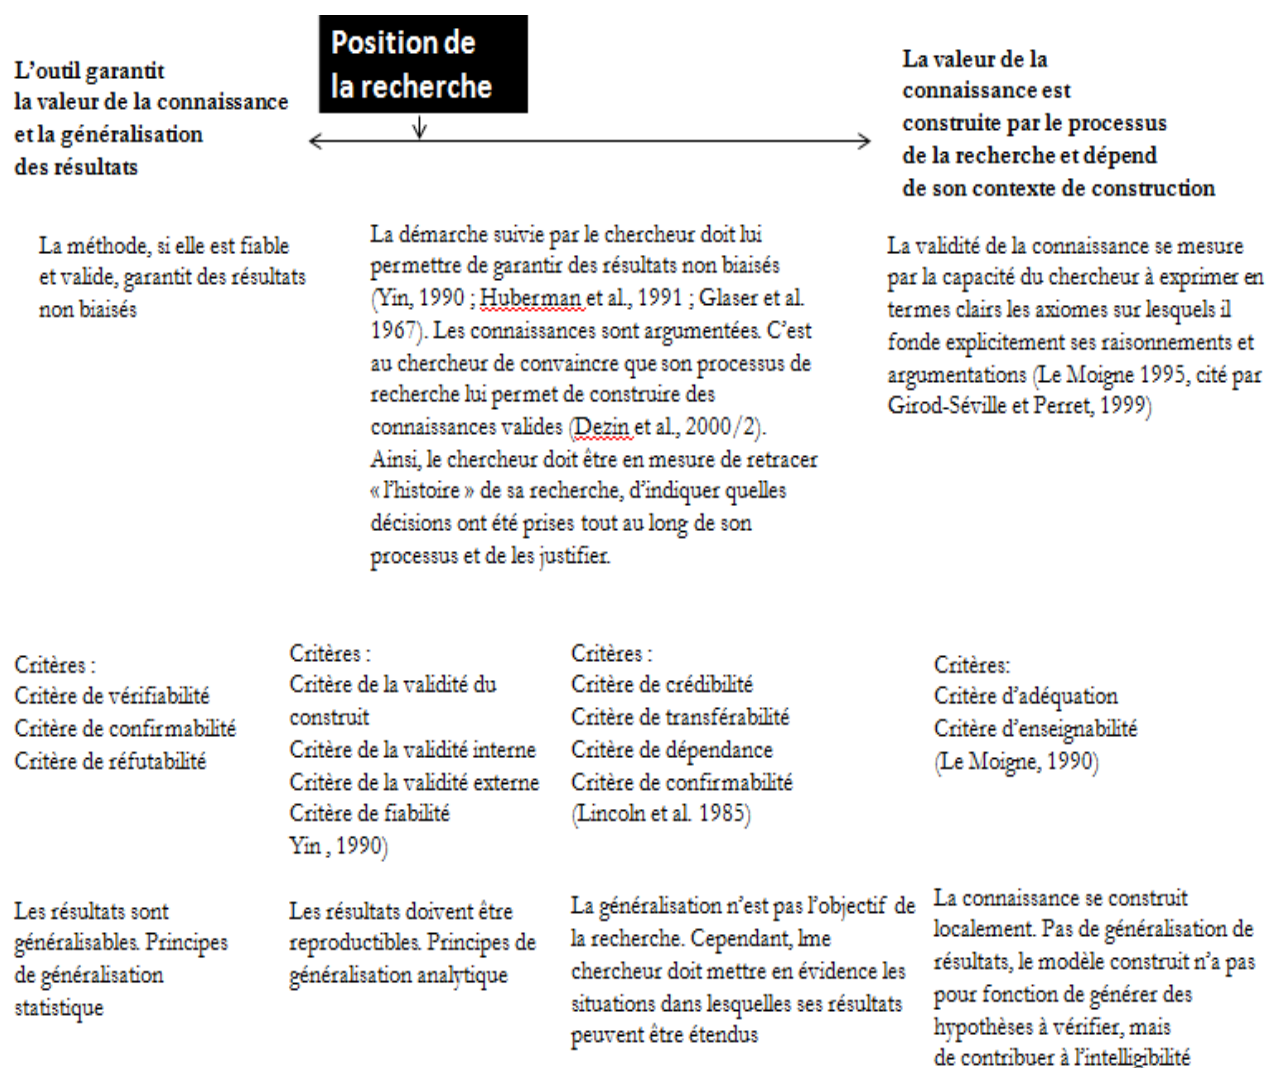 L’outil garantit
la valeur de la connaissance
et la généralisation
des résultats
Position de
la recherche
La valeur de la
connaissance est
construite par le processus
de la recherche et dépend
de son contexte de construction
La méthode, si elle est fiable
et valide, garantit des résultats
non biaisés
La démarche suivie par le chercheur doit lui
permettre de garantir des résultats non biaisés
(Yin, 1990 ; Huberman et al., 1991 ; Glaser et al.
1967). Les connaissances sont argumentées. C’est
au chercheur de convaincre que son processus de
recherche lui permet de construire des
connaissances valides (Dezin et al., 2000/2).
Ainsi, le chercheur doit être en mesure de retracer
« l’histoire » de sa recherche, d’indiquer quelles
décisions ont été prises tout au long de son
processus et de les justifier.
La validité de la connaissance se mesure
par la capacité du chercheur à exprimer en
termes clairs les axiomes sur lesquels il
fonde explicitement ses raisonnements et
argumentations (Le Moigne 1995, cité par
Girod-Séville et Perret, 1999)
Critères :
Critère de vérifiabilité
Critère de confirmabilité
Critère de réfutabilité
Critères :
Critère de la validité du
construit
Critère de la validité interne
Critère de la validité externe
Critère de fiabilité
Yin , 1990)
Critères :
Critère de crédibilité
Critère de transférabilité
Critère de dépendance
Critère de confirmabilité
(Lincoln et al. 1985)
Critères:
Critère d’adéquation
Critère d’enseignabilité
(Le Moigne, 1990)
Les résultats sont
généralisables. Principes
de généralisation
statistique
Les résultats doivent être
reproductibles. Principes de
généralisation analytique
La généralisation n’est pas l’objectif de
la recherche. Cependant, lme
chercheur doit mettre en évidence les
situations dans lesquelles ses résultats
peuvent être étendus
La connaissance se construit
localement. Pas de généralisation de
résultats, le modèle construit n’a pas
pour fonction de générer des
hypothèses à vérifier, mais
de contribuer à l’intelligibilité